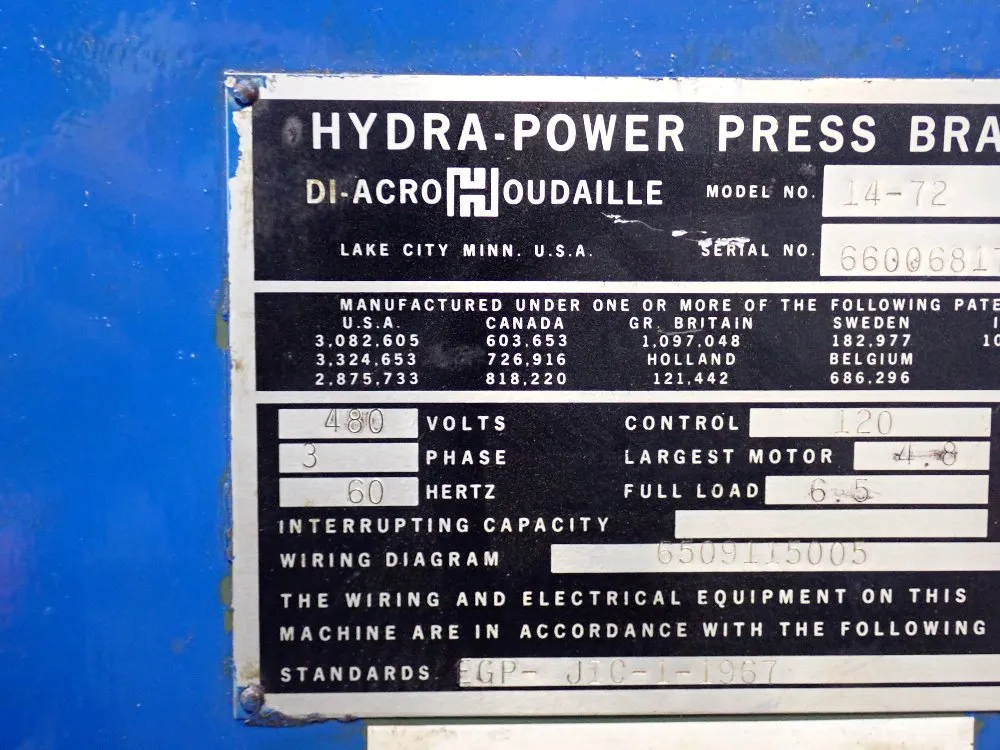 HYDRA-POWER PRESS BRA
DI-ACRO HOUDAILLE MODEL NO. 14-72
LAKE CITY MINN. U.S.A. SERIAL NO. 66006817
MANUFACTURED UNDER ONE OR MORE OF THE FOLLOWING PATE
U.S.A. CANADA GR. BRITAIN SWEDEN I
3,082,605 603,653 1,097,048 182,977 10
3,324,653 726,916 HOLLAND BELGIUM
2,875,733 818,220 121,442 686,296
480 VOLTS CONTROL 120
3 PHASE LARGEST MOTOR 4.8
60 HERTZ FULL LOAD 6.5
INTERRUPTING CAPACITY
WIRING DIAGRAM 6509115005
THE WIRING AND ELECTRICAL EQUIPMENT ON THIS
MACHINE ARE IN ACCORDANCE WITH THE FOLLOWING
STANDARDS EGP- JIC-1-1967